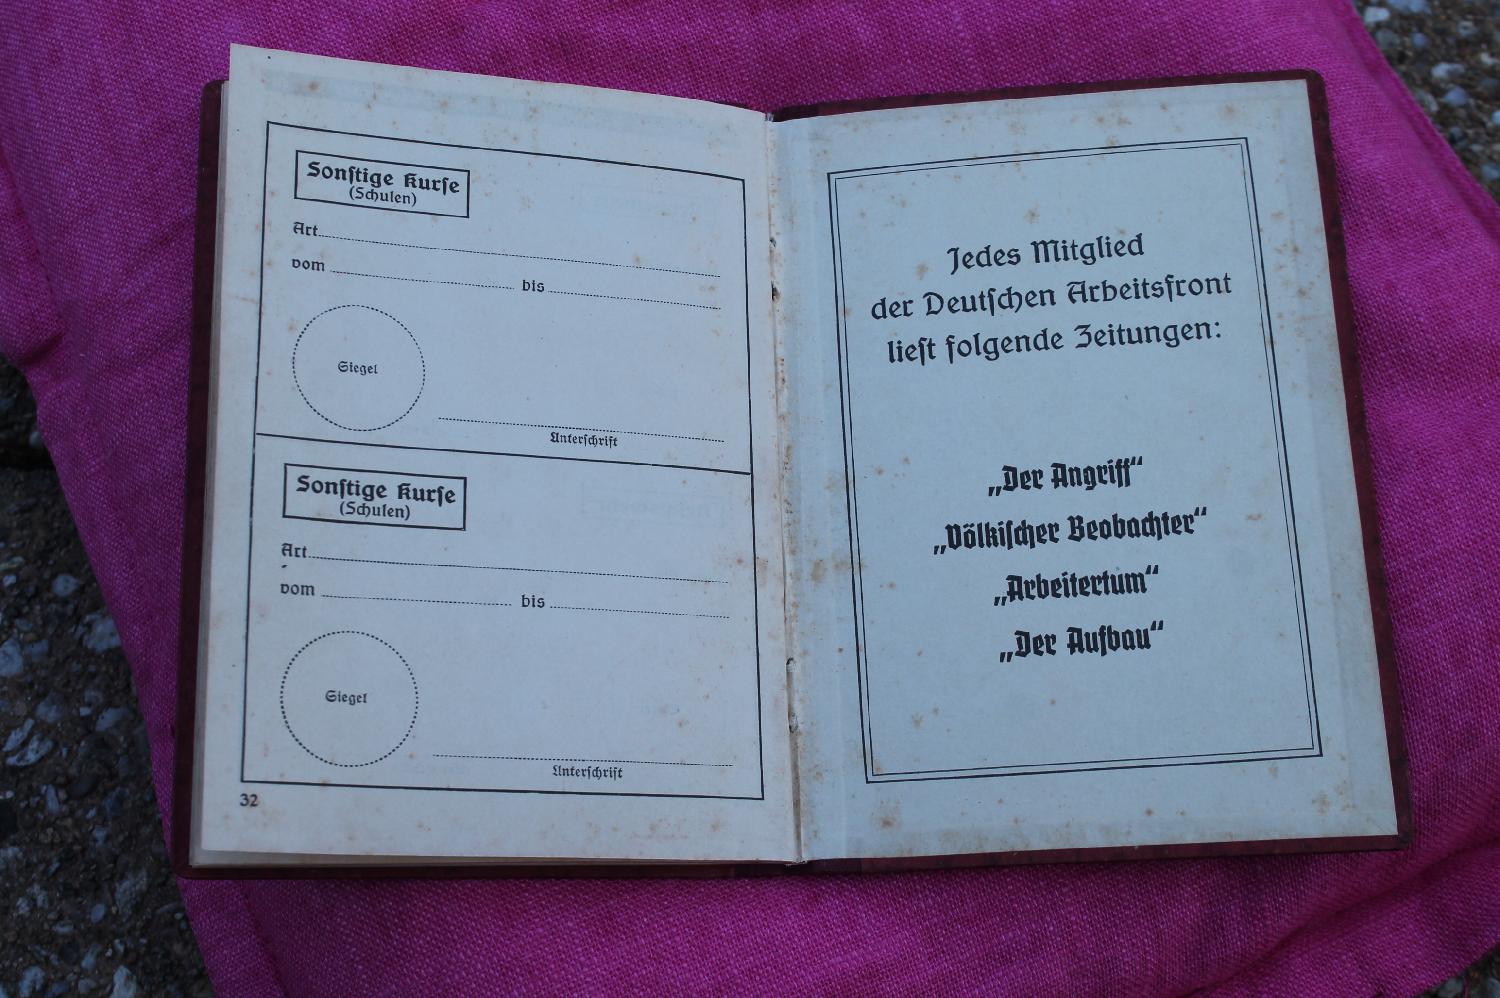 Sonſtige Kurſe
(Schulen)
Art
vom bis
Siegel
Unterſchrift
Sonſtige Kurſe
(Schulen)
Art
vom bis
Siegel
Unterſchrift
32
Jedes Mitglied
der Deutſchen Arbeitsfront
lieſt folgende Zeitungen:
„Der Angriff“
„Völkiſcher Beobachter“
„Arbeitertum“
„Der Aufbau“